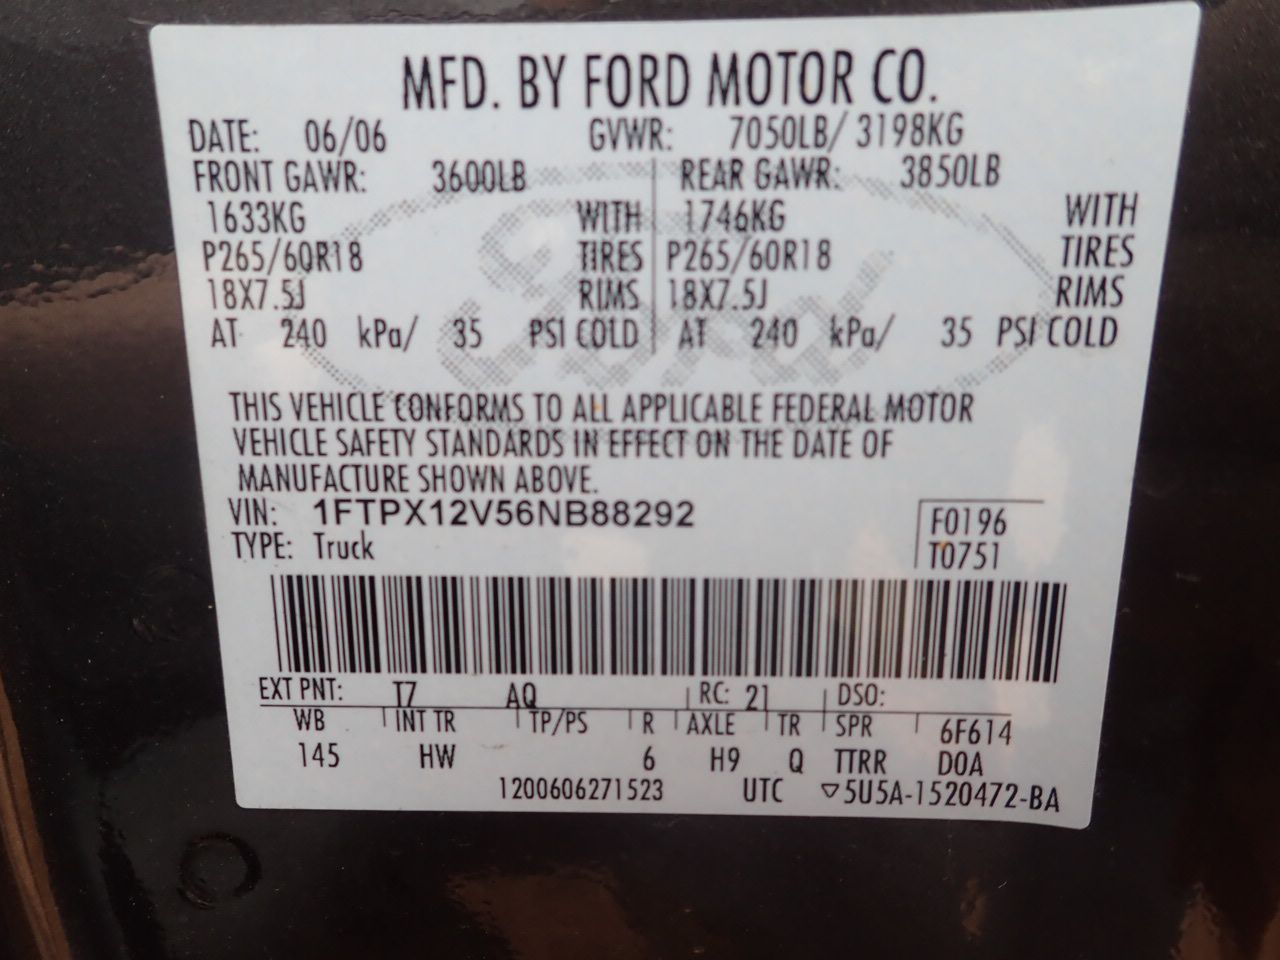 MFD. BY FORD MOTOR CO.
DATE: 06/06 GVWR: 7050LB/ 3198KG
FRONT GAWR: 3600LB REAR GAWR: 3850LB
1633KG WITH 1746KG WITH
P265/60R18 TIRES P265/60R18 TIRES
18X7.5J RIMS 18X7.5J RIMS
AT 240 kPa/ 35 PSI COLD AT 240 kPa/ 35 PSI COLD
THIS VEHICLE CONFORMS TO ALL APPLICABLE FEDERAL MOTOR
VEHICLE SAFETY STANDARDS IN EFFECT ON THE DATE OF
MANUFACTURE SHOWN ABOVE.
VIN: 1FTPX12V56NB88292 F0196
TYPE: Truck T0751
EXT PNT: T7 AQ RC: 21 DSO:
WB INT TR TP/PS R AXLE TR SPR 6F614
145 HW 6 H9 Q TTRR DOA
1200606271523 UTC ▽5U5A-1520472-BA
Ford